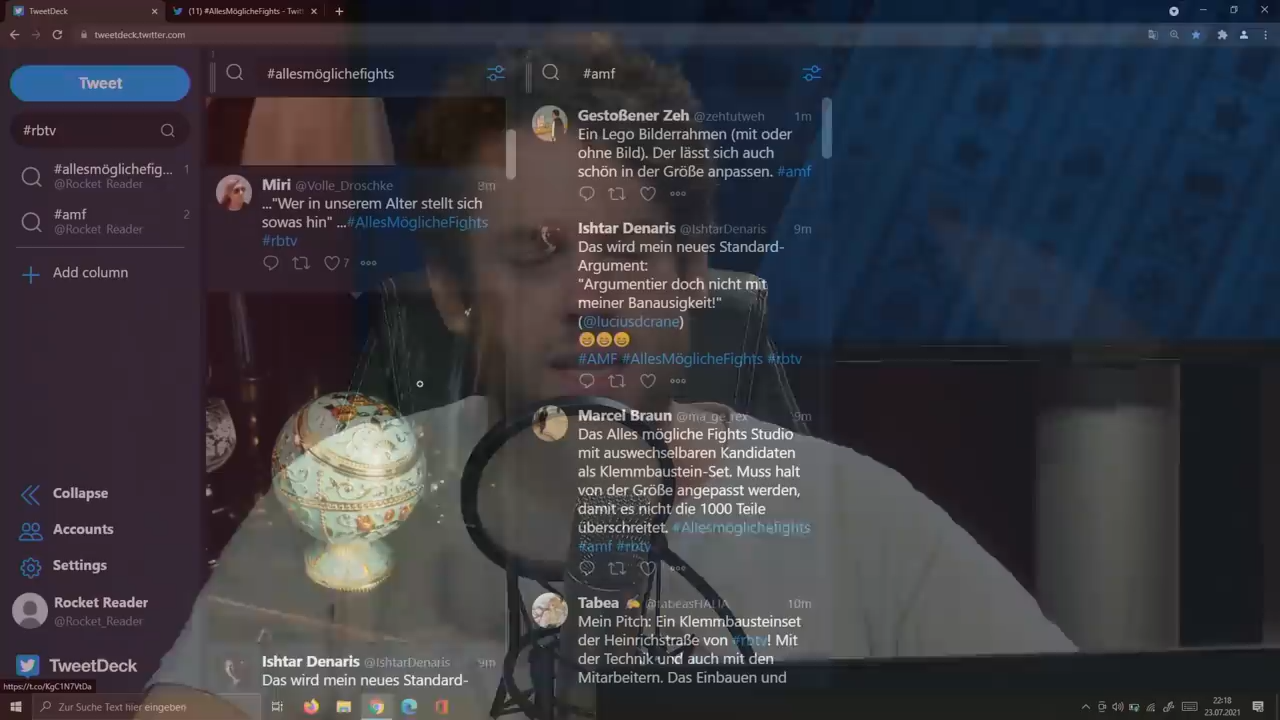 TweetDeck
(11) #AllesMöglicheFights - Twitt
tweetdeck.twitter.com
Tweet
#rbtv
#allesmöglichefig... 1
@Rocket_Reader
#amf 2
@Rocket_Reader
Add column
Collapse
Accounts
Settings
Rocket Reader
@Rocket_Reader
TweetDeck
https://t.co/KgC1N7VtDa
#allesmöglichefights
Miri @Volle_Droschke 8m
..."Wer in unserem Alter stellt sich
sowas hin" ...#AllesMöglicheFights
#rbtv
7
Ishtar Denaris @IshtarDenaris 9m
Das wird mein neues Standard-
#amf
Gestoßener Zeh @zehtutweh 1m
Ein Lego Bilderrahmen (mit oder
ohne Bild). Der lässt sich auch
schön in der Größe anpassen. #amf
Ishtar Denaris @IshtarDenaris 9m
Das wird mein neues Standard-
Argument:
"Argumentier doch nicht mit
meiner Banausigkeit!"
(@luciusdcrane)
#AMF #AllesMöglicheFights #rbtv
Marcel Braun @ma_ge_rex 9m
Das Alles mögliche Fights Studio
mit auswechselbaren Kandidaten
als Klemmbaustein-Set. Muss halt
von der Größe angepasst werden,
damit es nicht die 1000 Teile
überschreitet. #Allesmöglichefights
#amf #rbtv
Tabea @tabeasHALIA 10m
Mein Pitch: Ein Klemmbausteinset
der Heinrichstraße von #rbtv! Mit
der Technik und auch mit den
Mitarbeitern. Das Einbauen und
Zur Suche Text hier eingeben
22:18
23.07.2021